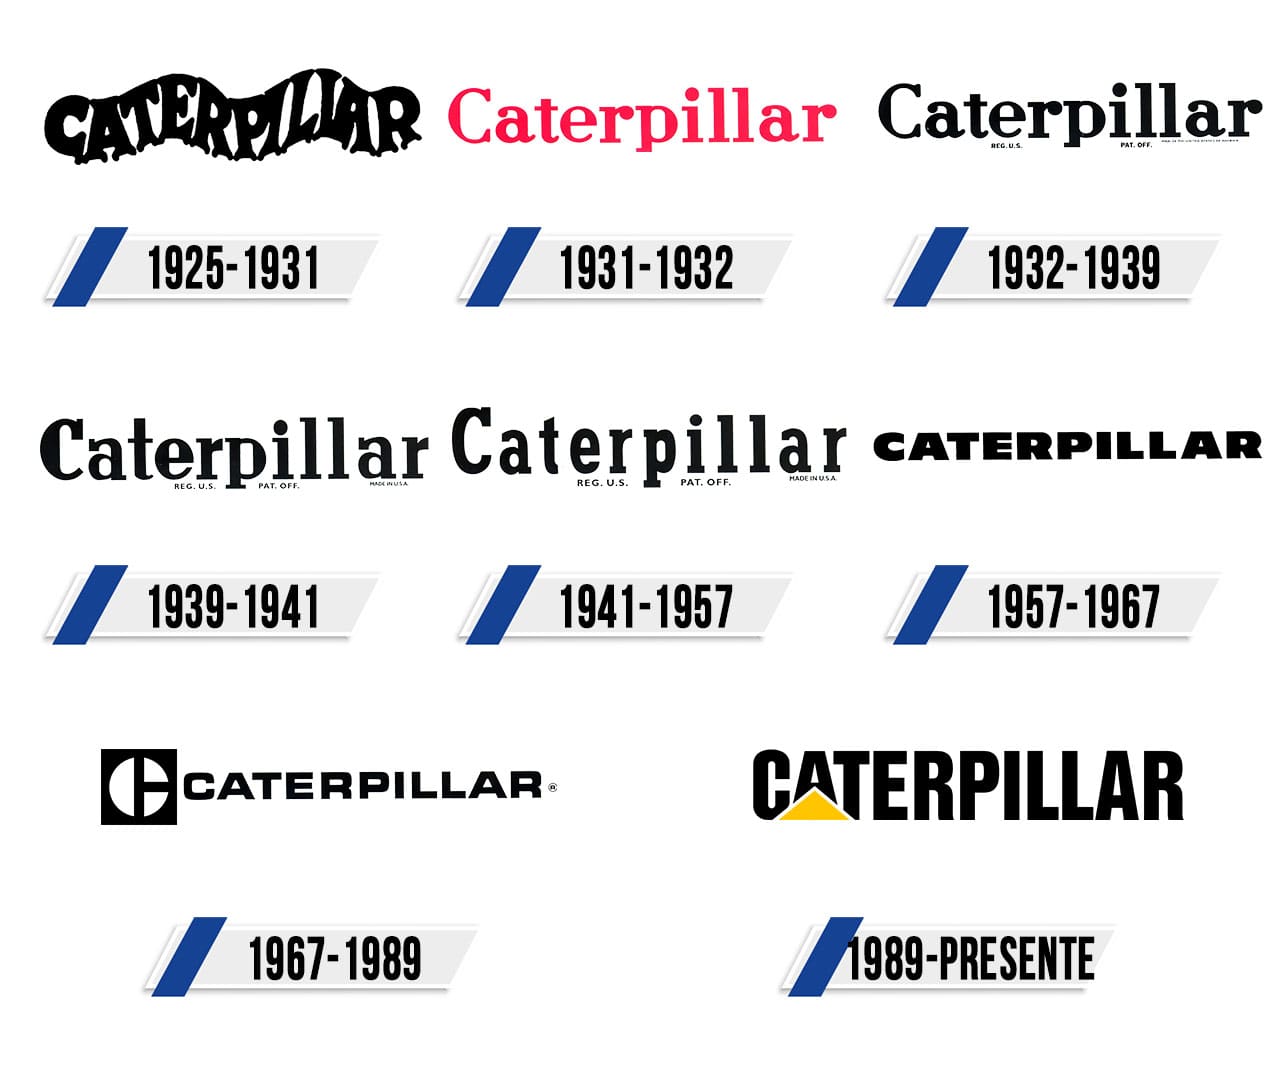 CATERPILLAR
Caterpillar
Caterpillar
REG. U.S. PAT. OFF.
1925-1931
1931-1932
1932-1939
Caterpillar
REG. U.S. PAT. OFF. MADE IN U.S.A.
Caterpillar
REG. U.S. PAT. OFF. MADE IN U.S.A.
CATERPILLAR
1939-1941
1941-1957
1957-1967
CATERPILLAR®
CATERPILLAR
1967-1989
1989-PRESENTE